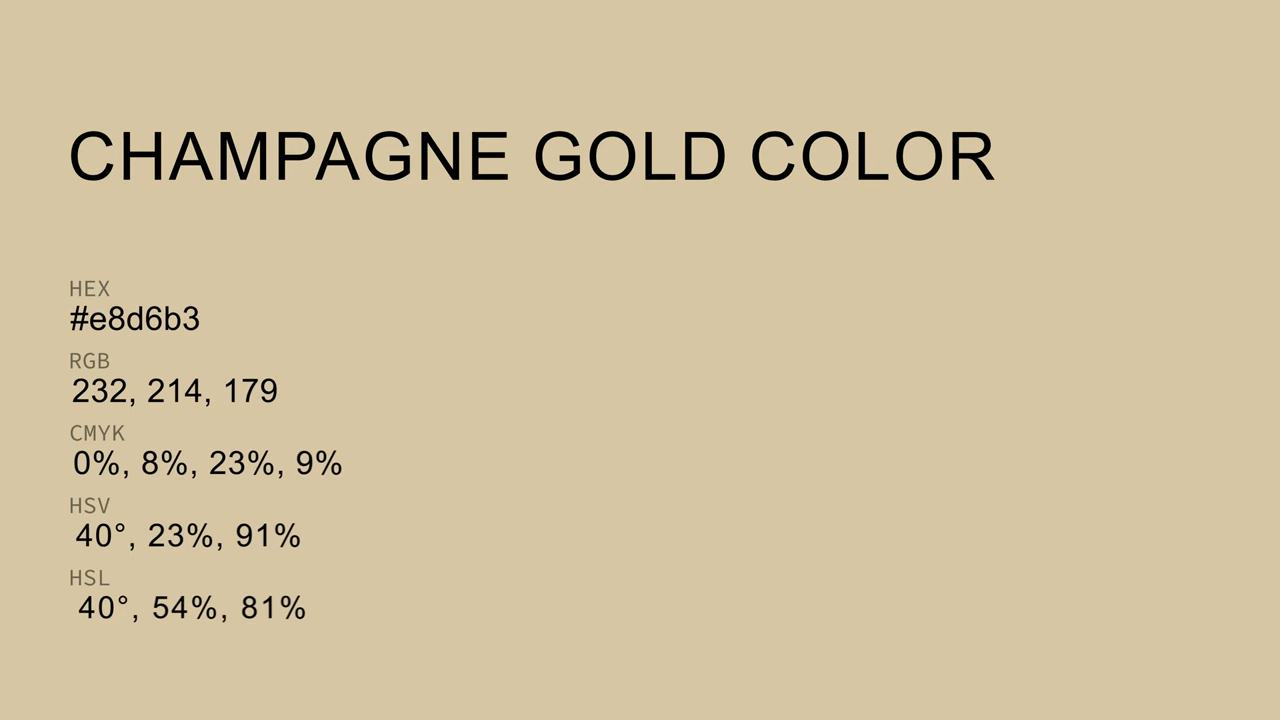 CHAMPAGNE GOLD COLOR
HEX
#e8d6b3
RGB
232, 214, 179
CMYK
0%, 8%, 23%, 9%
HSV
40°, 23%, 91%
HSL
40°, 54%, 81%